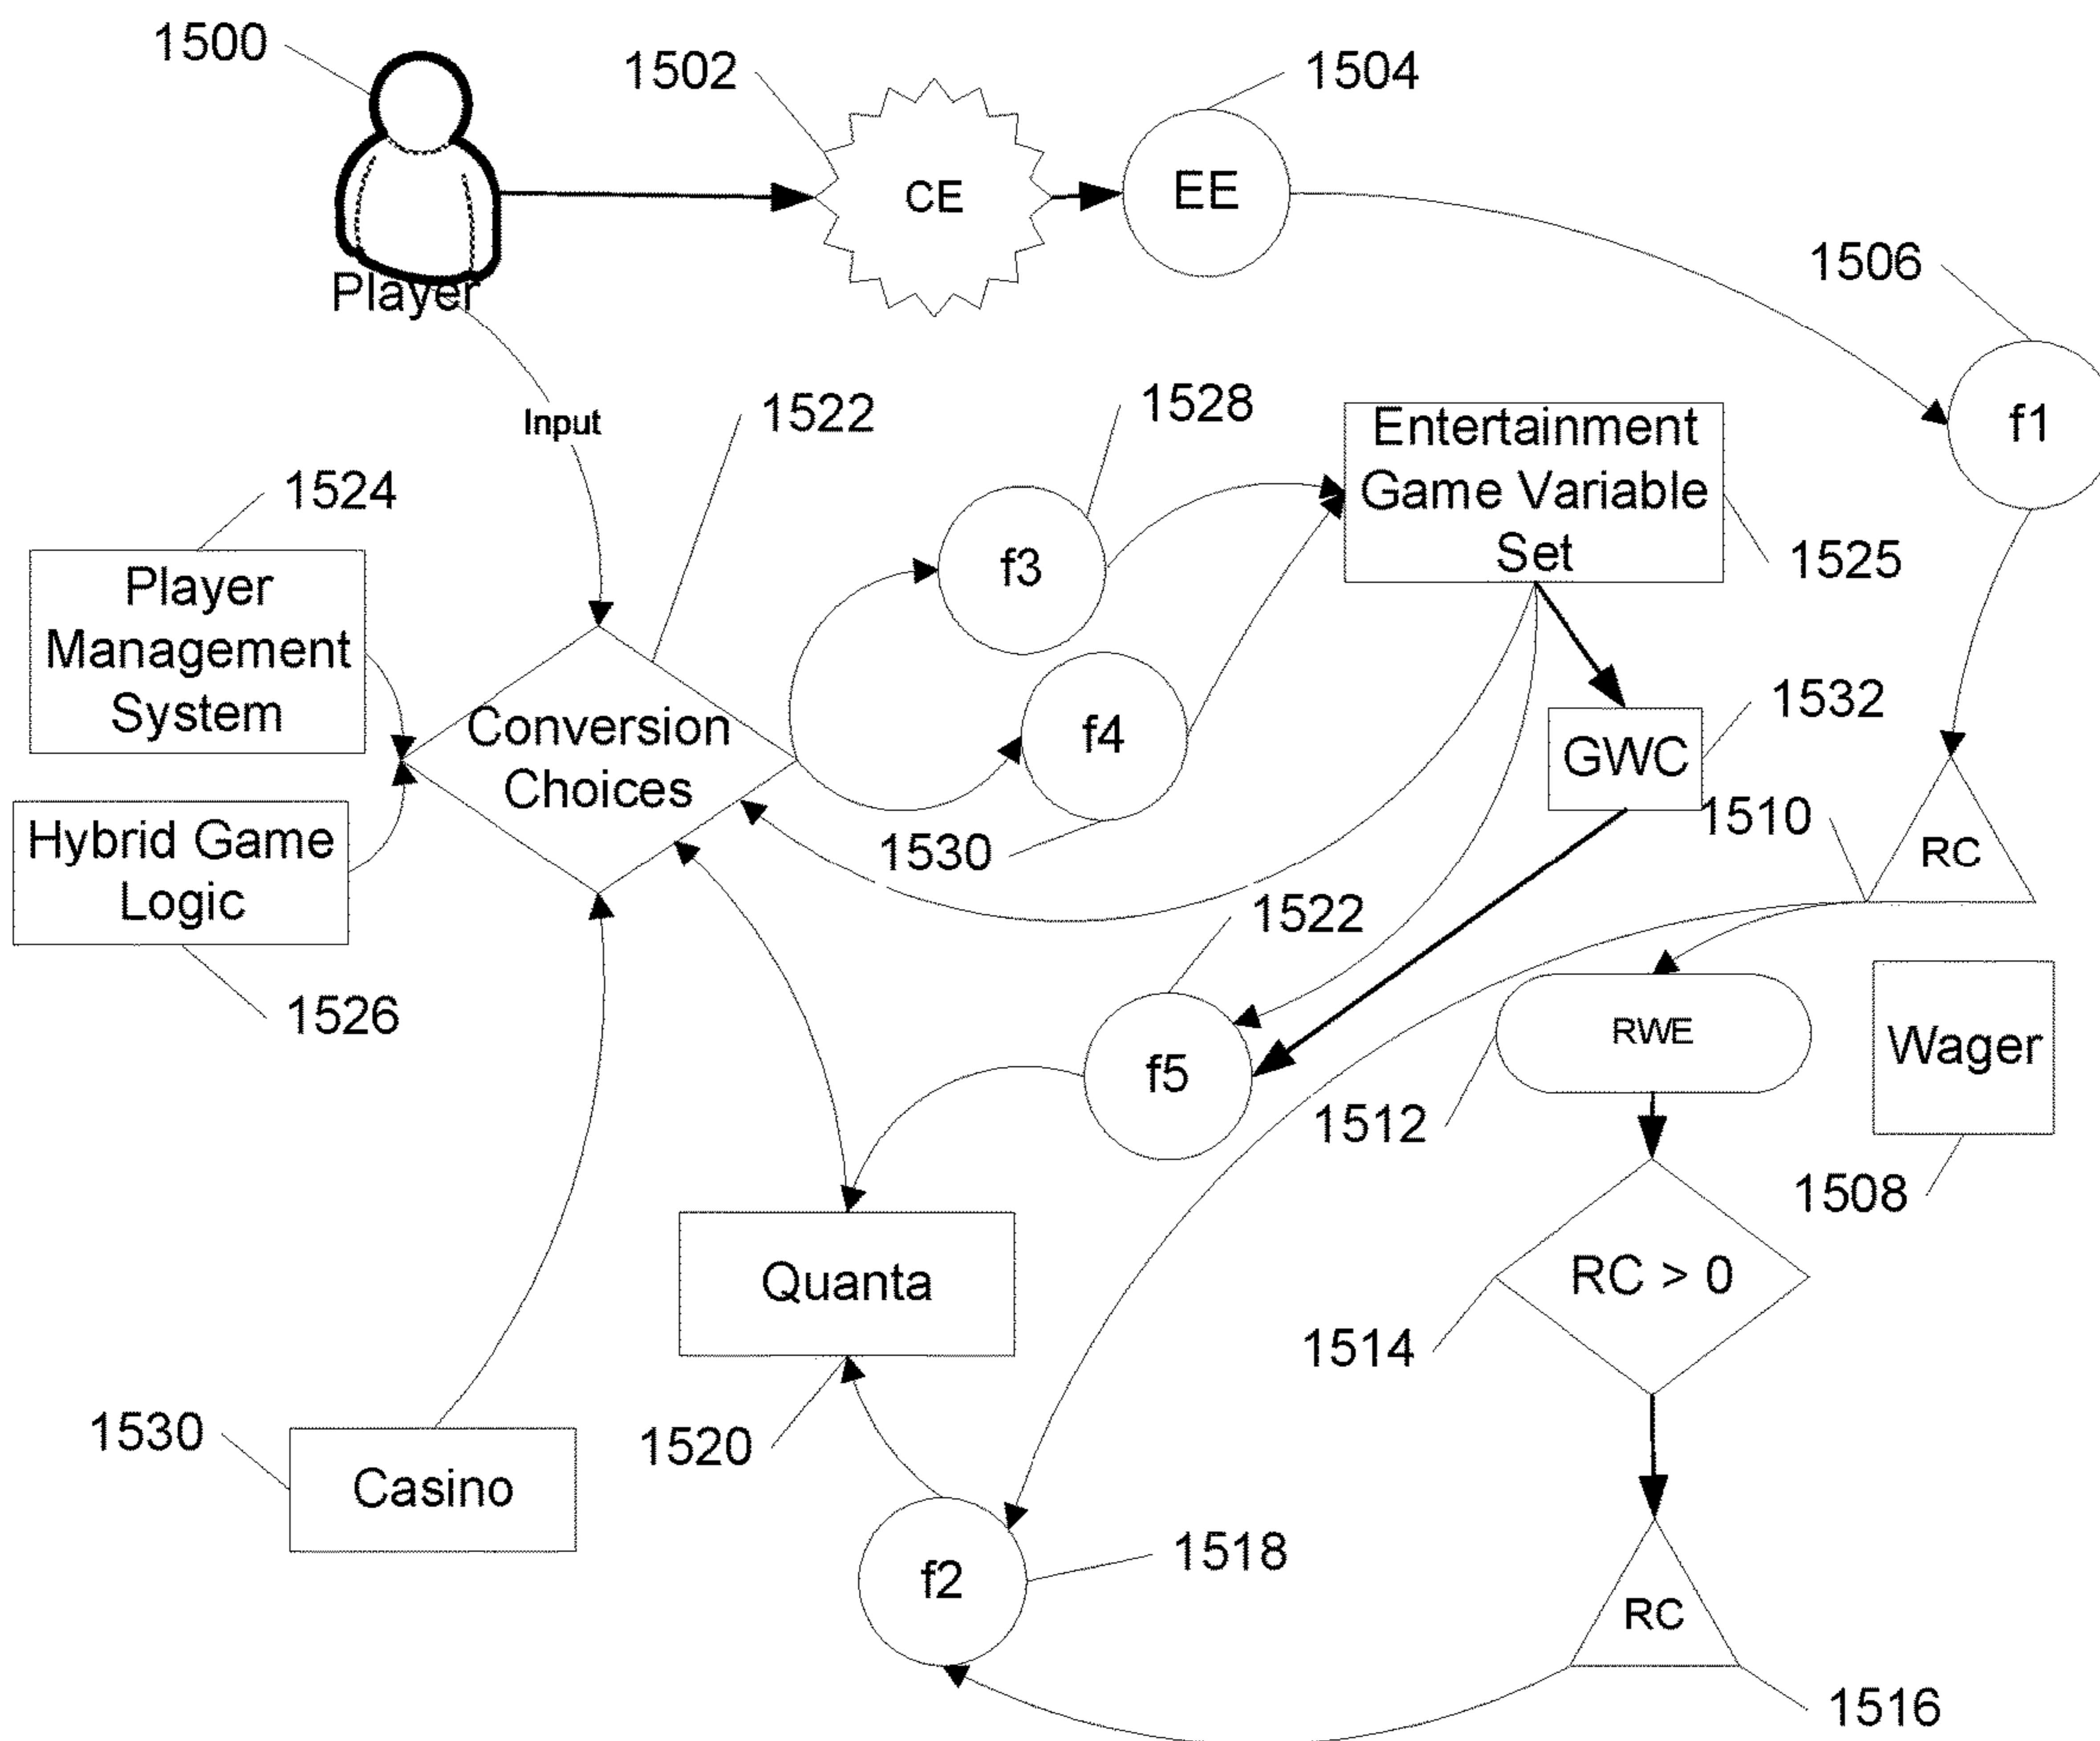 1500
1502
1504
CE
EE
1506
Player
f1
Input
1522
1528
Entertainment
Game Variable
Set
1524
1525
Player
Management
System
f3
Conversion
Choices
f4
1532
GWC
Hybrid Game
Logic
1530
1510
RC
1526
1522
f5
RWE
Wager
1512
1508
Quanta
RC > 0
1514
1530
Casino
1520
1518
f2
RC
1516